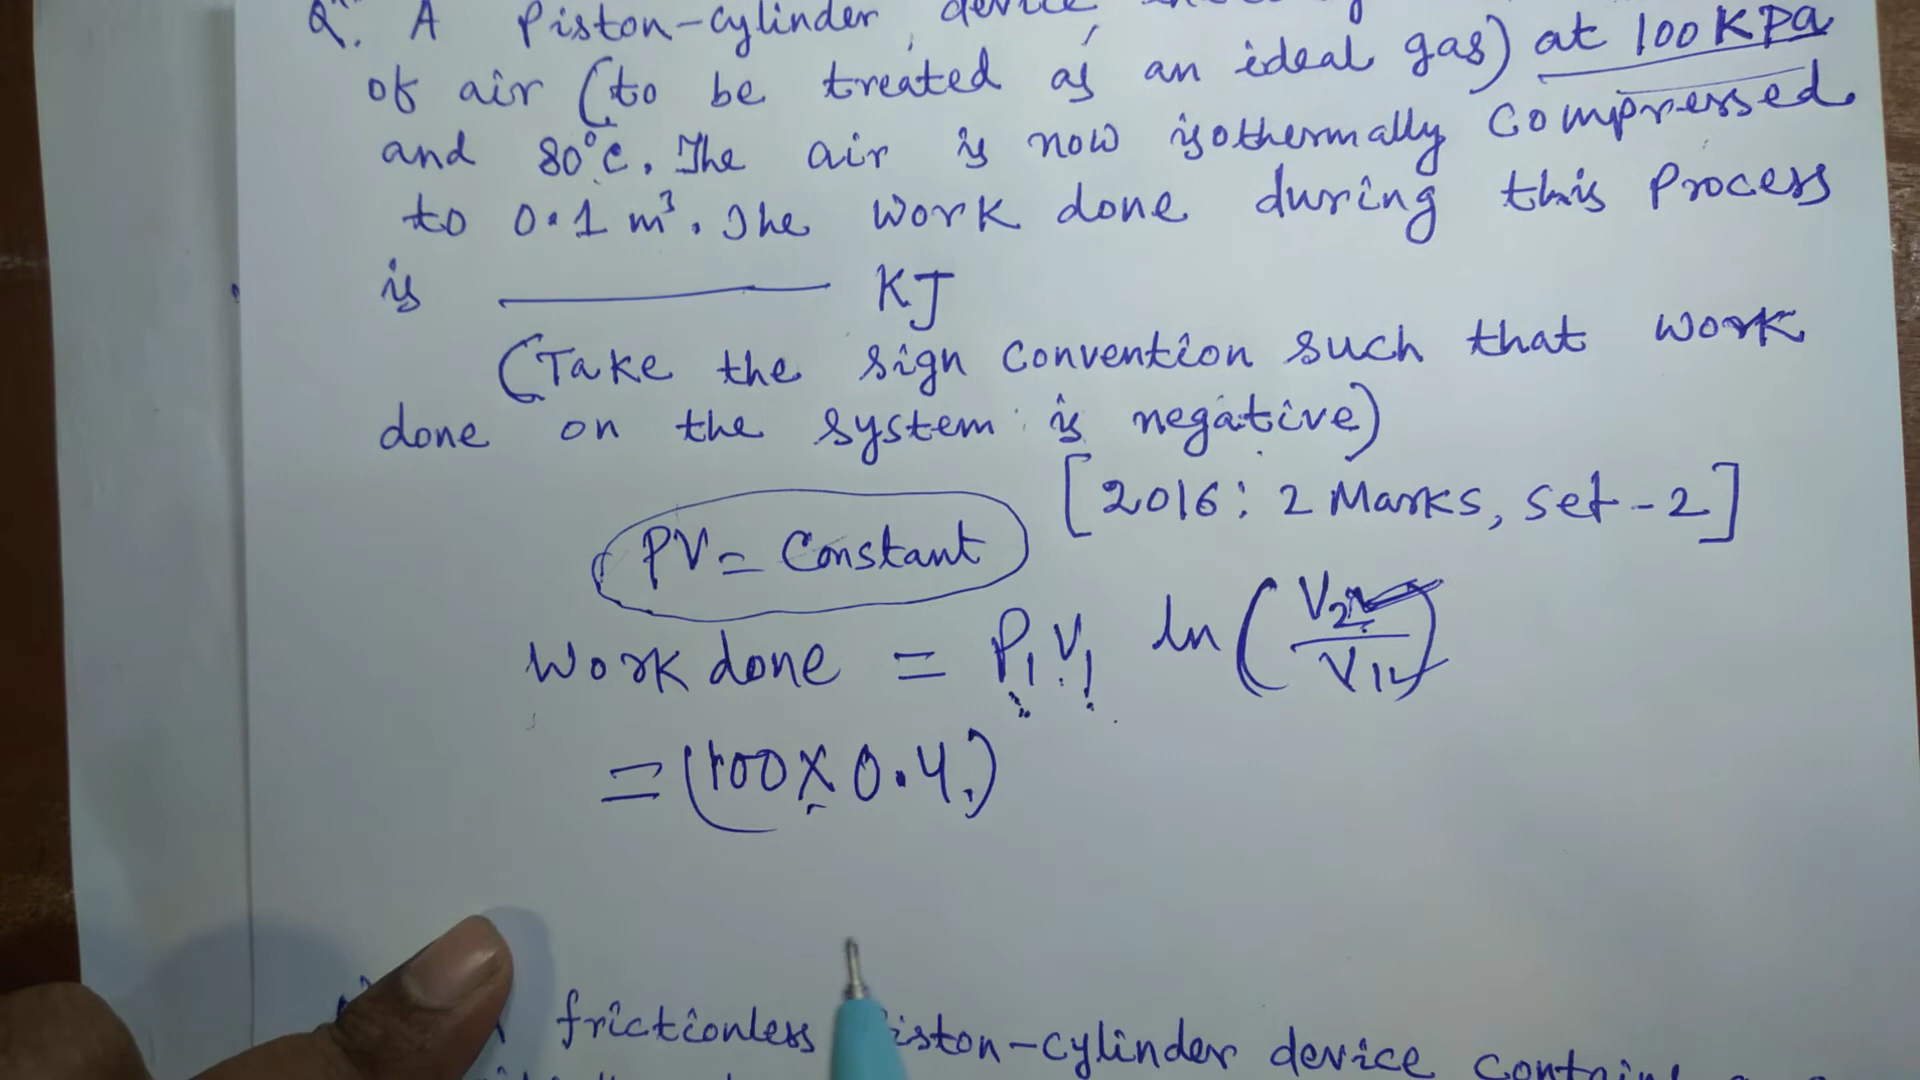 Q. A Piston-cylinder device
of air (to be treated as an ideal gas) at 100 KPa
and 80°C. The air is now isothermally compressed
to 0.1 m³. The work done during this process
is ________ KJ
(Take the sign convention such that work
done on the system is negative)
[2016: 2 Marks, set-2]
PV = Constant
Work done = P₁V₁ ln(V₂/V₁)
= (100 x 0.4)
frictionless Piston-cylinder device